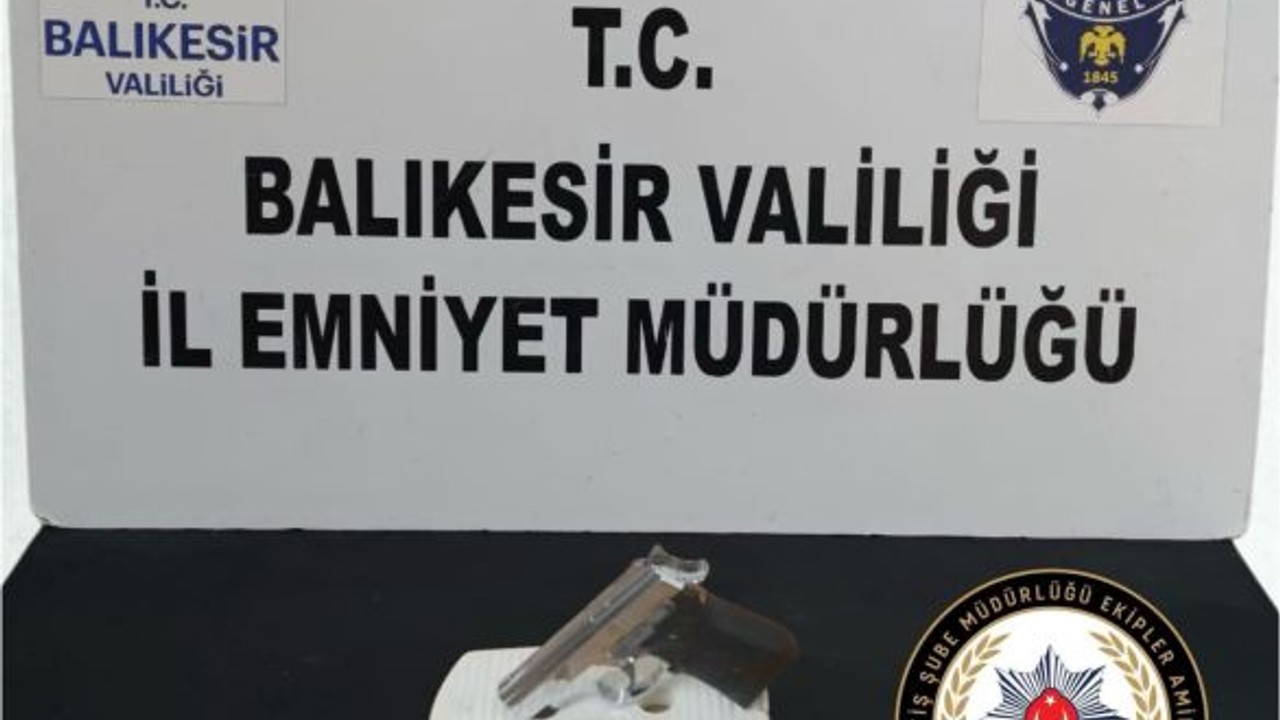 T.C.
BALIKESİR
VALİLİĞİ
T.C.
GENEL
1845
BALIKESİR VALİLİĞİ
İL EMNİYET MÜDÜRLÜĞÜ
ŞUBE MÜDÜRLÜĞÜ EKİPLER